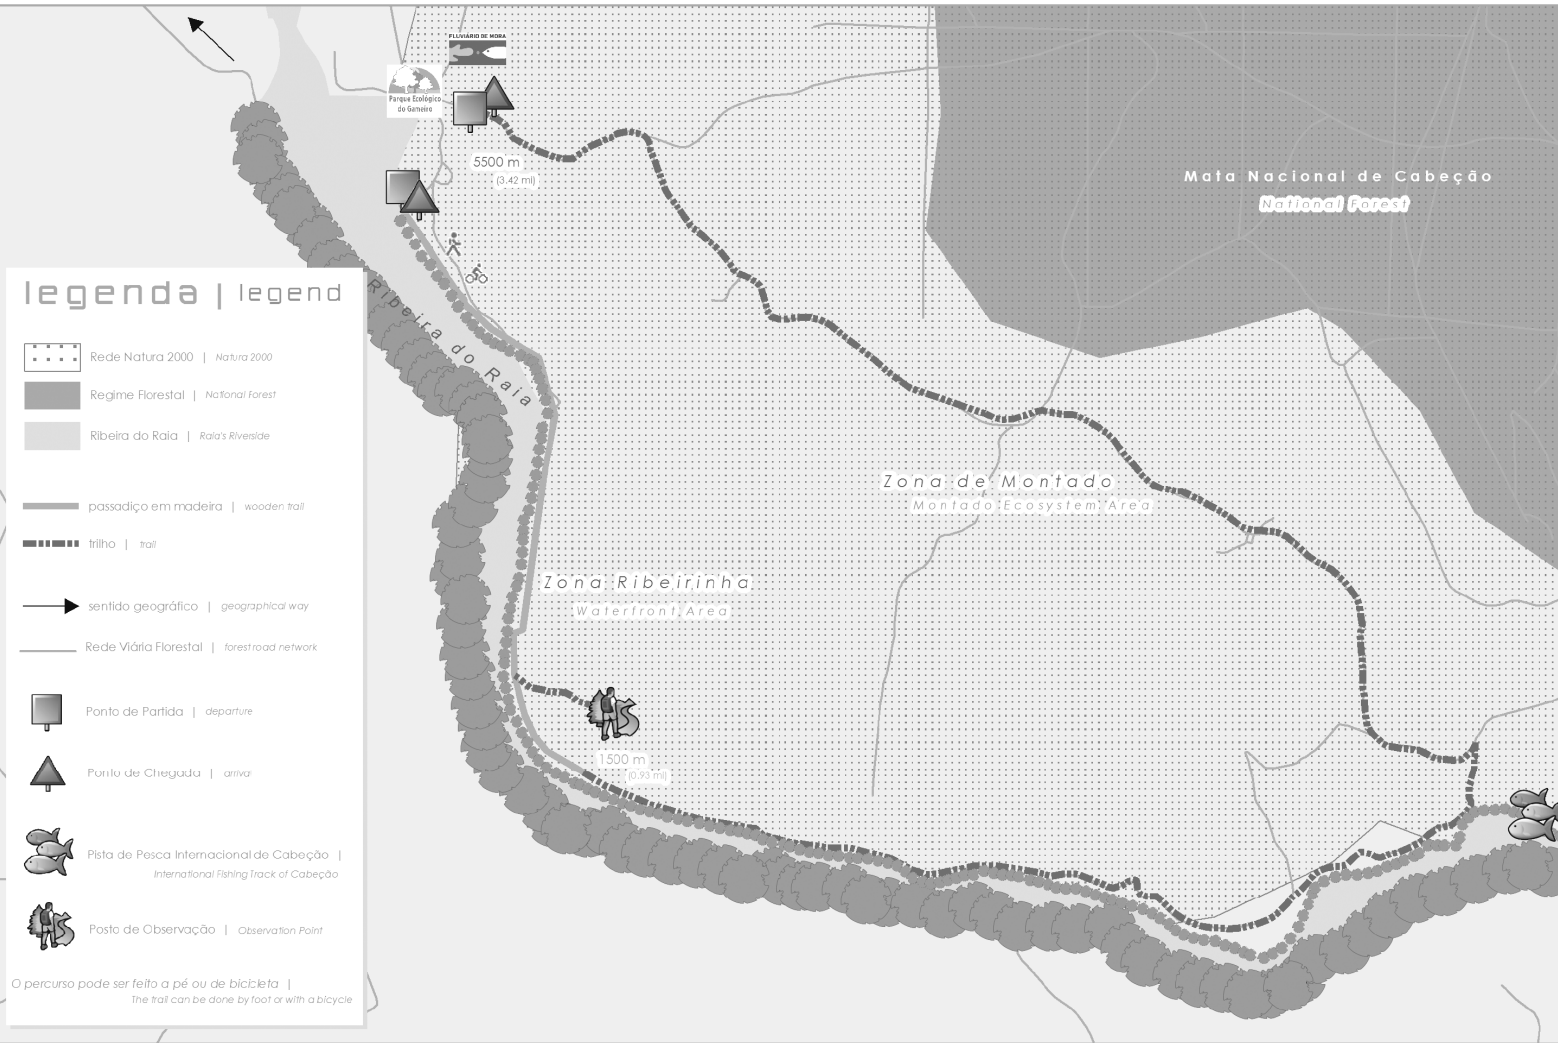 FLUVIÁRIO DE MORA
Parque Ecológico
do Gameiro
5500 m
(3.42 mi)
Mata Nacional de Cabeção
National Forest
Ribeira do Raia
Zona de Montado
Montado Ecosystem Area
Zona Ribeirinha
Waterfront Area
1500 m
(0.93 mi)
legenda | legend
Rede Natura 2000 | Natura 2000
Regime Florestal | National Forest
Ribeira do Raia | Raia's Riverside
passadiço em madeira | wooden trail
trilho | trail
sentido geográfico | geographical way
Rede Viária Florestal | forest road network
Ponto de Partida | departure
Ponto de Chegada | arrival
Pista de Pesca Internacional de Cabeção |
International Fishing Track of Cabeção
Posto de Observação | Observation Point
O percurso pode ser feito a pé ou de bicicleta |
The trail can be done by foot or with a bicycle